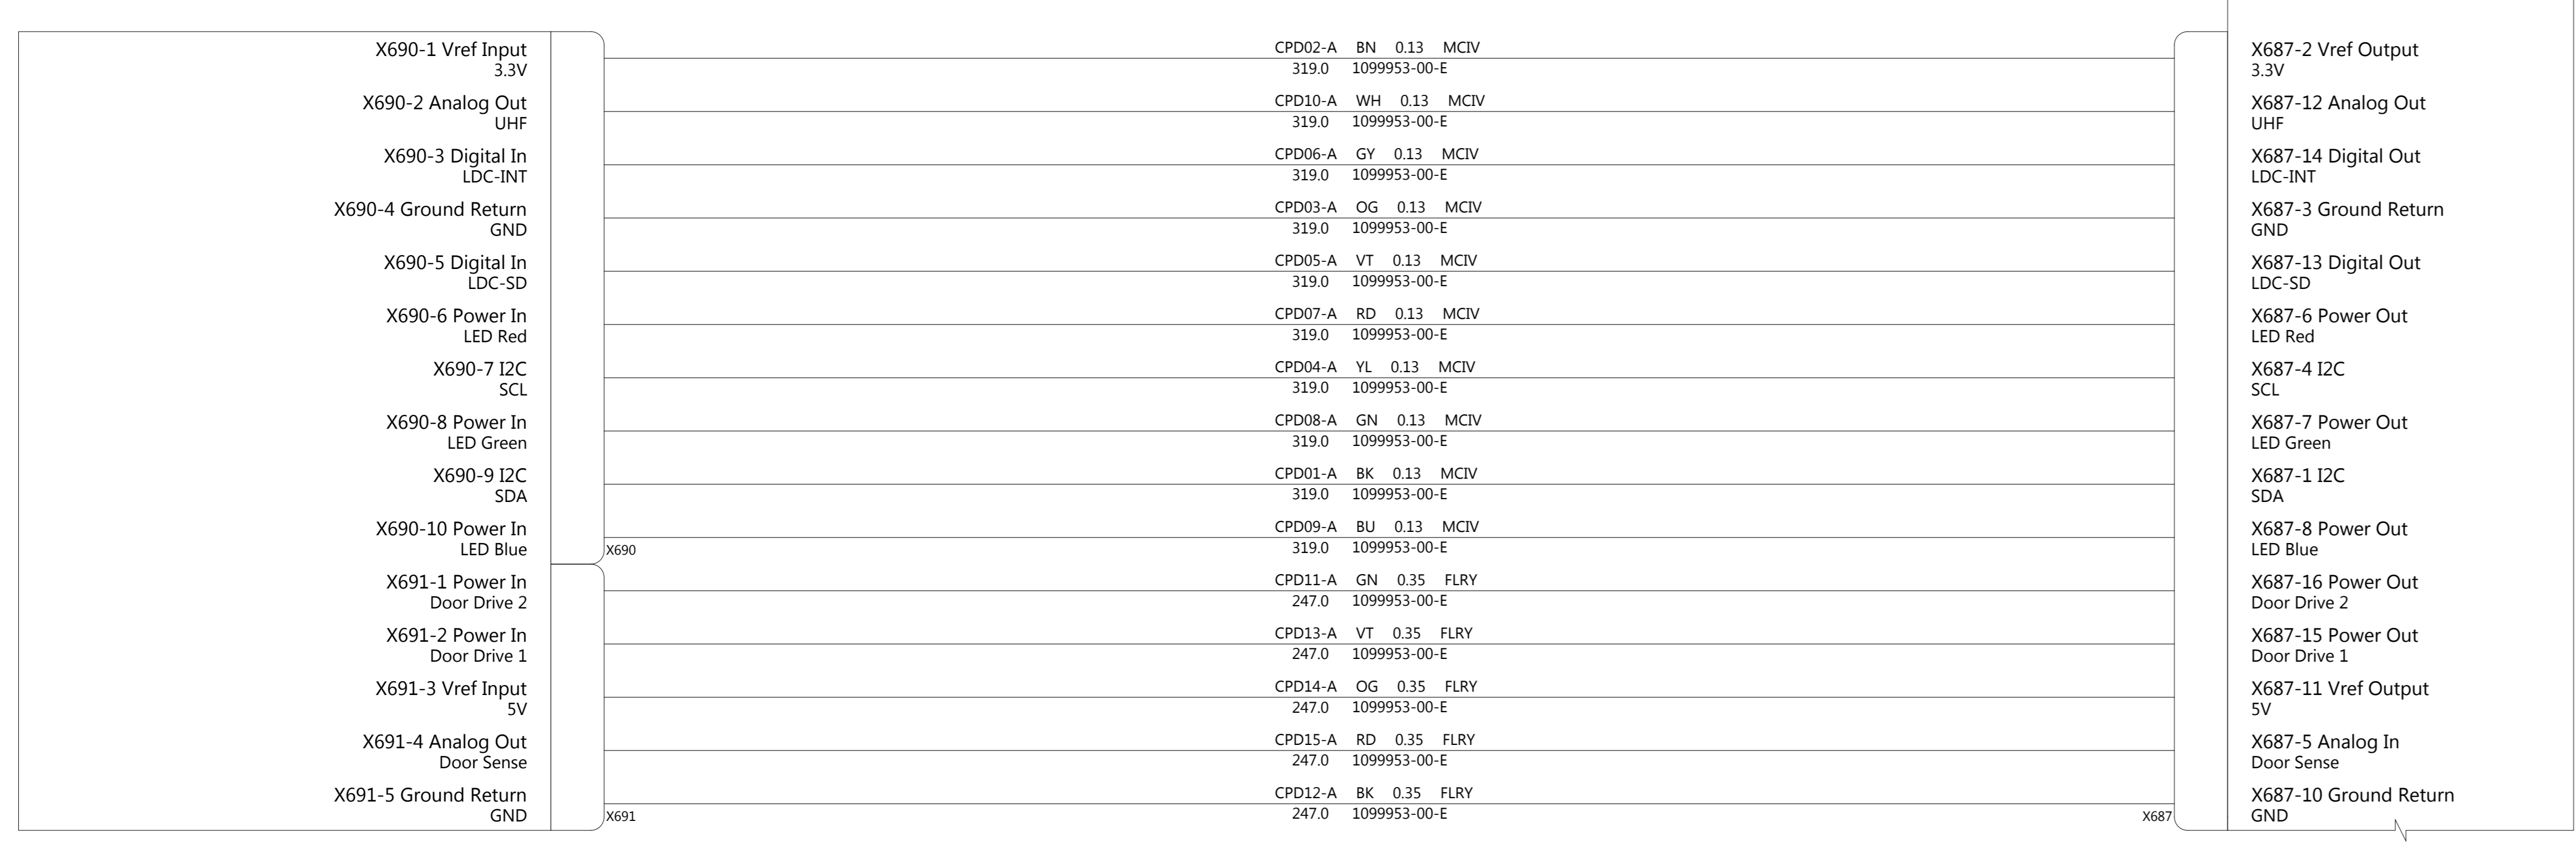 X690-1 Vref Input CPD02-A BN 0.13 MCIV X687-2 Vref Output
3.3V 319.0 1099953-00-E 3.3V
X690-2 Analog Out CPD10-A WH 0.13 MCIV X687-12 Analog Out
UHF 319.0 1099953-00-E UHF
X690-3 Digital In CPD06-A GY 0.13 MCIV X687-14 Digital Out
LDC-INT 319.0 1099953-00-E LDC-INT
X690-4 Ground Return CPD03-A OG 0.13 MCIV X687-3 Ground Return
GND 319.0 1099953-00-E GND
X690-5 Digital In CPD05-A VT 0.13 MCIV X687-13 Digital Out
LDC-SD 319.0 1099953-00-E LDC-SD
X690-6 Power In CPD07-A RD 0.13 MCIV X687-6 Power Out
LED Red 319.0 1099953-00-E LED Red
X690-7 I2C CPD04-A YL 0.13 MCIV X687-4 I2C
SCL 319.0 1099953-00-E SCL
X690-8 Power In CPD08-A GN 0.13 MCIV X687-7 Power Out
LED Green 319.0 1099953-00-E LED Green
X690-9 I2C CPD01-A BK 0.13 MCIV X687-1 I2C
SDA 319.0 1099953-00-E SDA
X690-10 Power In CPD09-A BU 0.13 MCIV X687-8 Power Out
LED Blue X690 319.0 1099953-00-E LED Blue
X691-1 Power In CPD11-A GN 0.35 FLRY X687-16 Power Out
Door Drive 2 247.0 1099953-00-E Door Drive 2
X691-2 Power In CPD13-A VT 0.35 FLRY X687-15 Power Out
Door Drive 1 247.0 1099953-00-E Door Drive 1
X691-3 Vref Input CPD14-A OG 0.35 FLRY X687-11 Vref Output
5V 247.0 1099953-00-E 5V
X691-4 Analog Out CPD15-A RD 0.35 FLRY X687-5 Analog In
Door Sense 247.0 1099953-00-E Door Sense
X691-5 Ground Return CPD12-A BK 0.35 FLRY X687-10 Ground Return
GND X691 247.0 1099953-00-E X687 GND